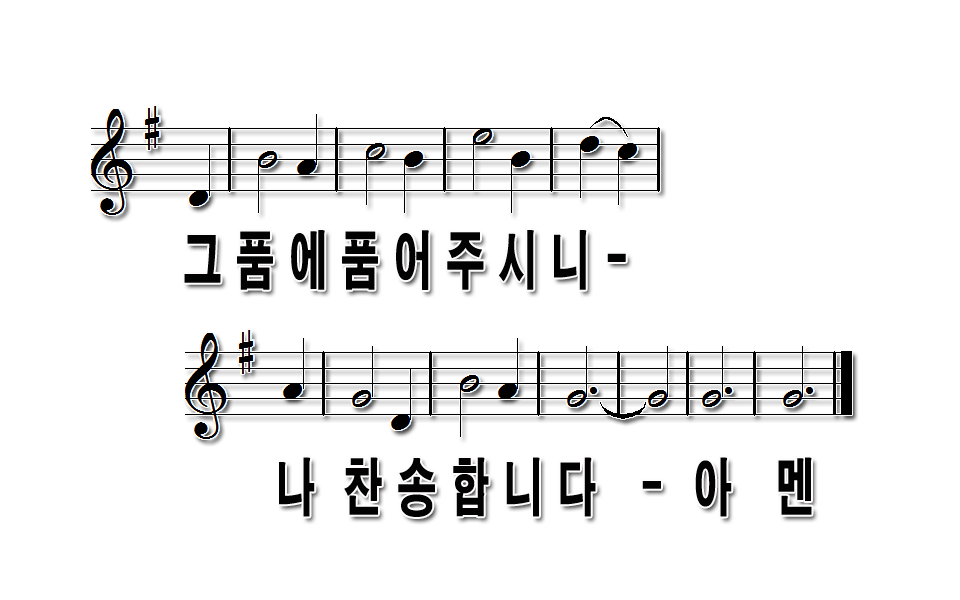 그 품 에 품 어 주 시 니 -
나 찬 송 합 니 다 - 아 멘